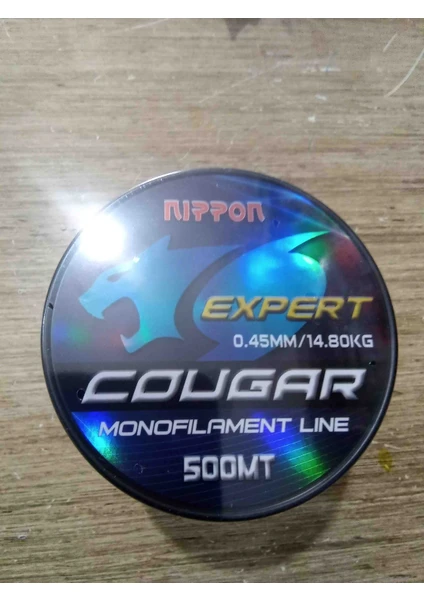 NIPPON
EXPERT
0.45MM/14.80KG
COUGAR
MONOFILAMENT LINE
500MT